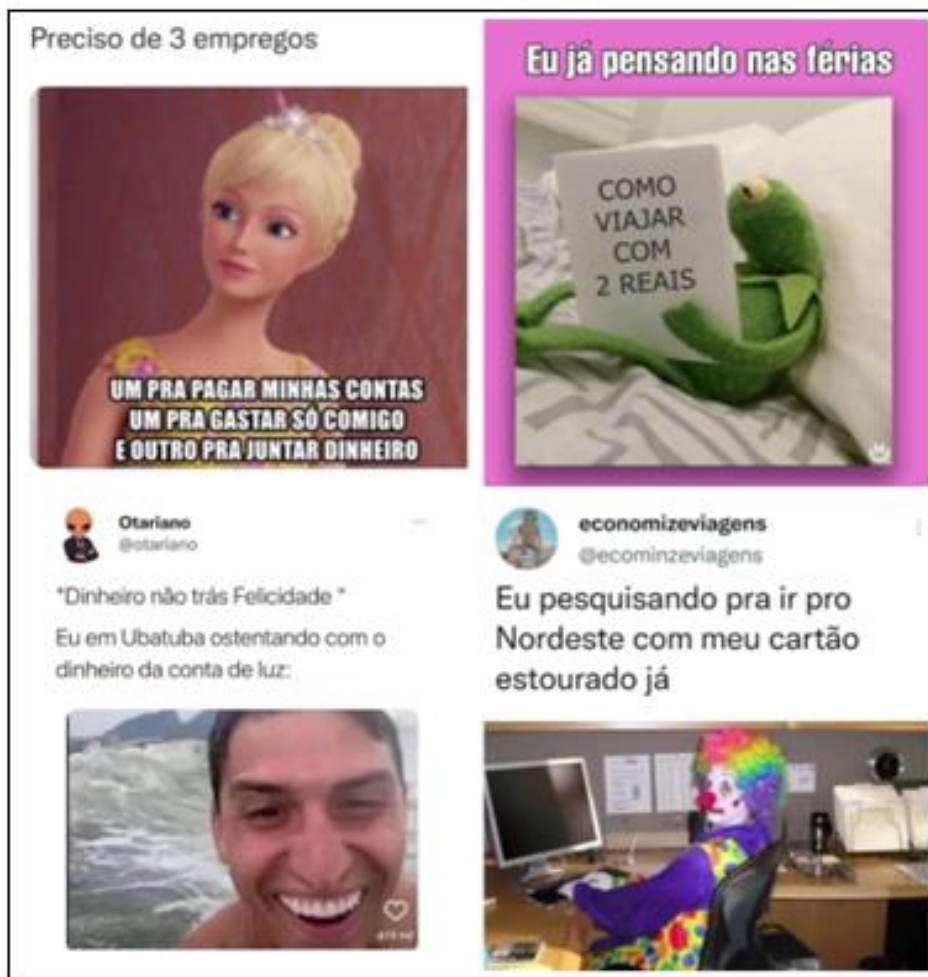 Preciso de 3 empregos
UM PRA PAGAR MINHAS CONTAS
UM PRA GASTAR SÓ COMIGO
E OUTRO PRA JUNTAR DINHEIRO
Eu já pensando nas férias
COMO
VIAJAR
COM
2 REAIS
Otariano
@otariano
"Dinheiro não trás Felicidade "
Eu em Ubatuba ostentando com o
dinheiro da conta de luz:
economizeviagens
@ecominzeviagens
Eu pesquisando pra ir pro
Nordeste com meu cartão
estourado já